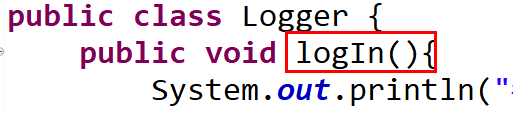 public class Logger {
public void logIn(){
System.out.println("